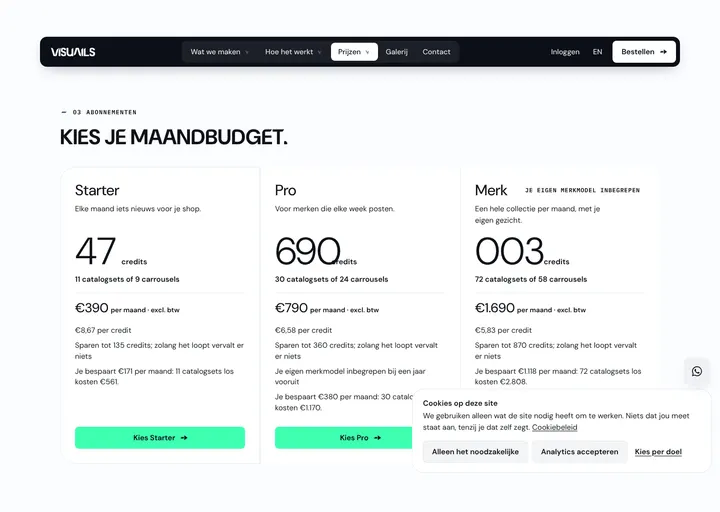 VISUAILS
Wat we maken
Hoe het werkt
Prijzen
Galerij
Contact
Inloggen
EN
Bestellen →
— 03 ABONNEMENTEN
KIES JE MAANDBUDGET.
Starter
Elke maand iets nieuws voor je shop.
47 credits
11 catalogsets of 9 carrousels
€390 per maand · excl. btw
€8,67 per credit
Sparen tot 135 credits; zolang het loopt vervalt er
niets
Je bespaart €171 per maand: 11 catalogsets los
kosten €561.
Kies Starter →
Pro
Voor merken die elke week posten.
690 credits
30 catalogsets of 24 carrousels
€790 per maand · excl. btw
€6,58 per credit
Sparen tot 360 credits; zolang het loopt vervalt
er niets
Je eigen merkmodel inbegrepen bij een jaar
vooruit
Je bespaart €380 per maand: 30 catalo
kosten €1.170.
Kies Pro →
Merk
JE EIGEN MERKMODEL INBEGREPEN
Een hele collectie per maand, met je
eigen gezicht.
003 credits
72 catalogsets of 58 carrousels
€1.690 per maand · excl. btw
€5,83 per credit
Sparen tot 870 credits; zolang het loopt vervalt
er niets
Je bespaart €1.118 per maand: 72 catalogsets los
kosten €2.808.
Cookies op deze site
We gebruiken alleen wat de site nodig heeft om te werken. Niets dat jou meet
staat aan, tenzij je dat zelf zegt. Cookiebeleid
Alleen het noodzakelijke
Analytics accepteren
Kies per doel